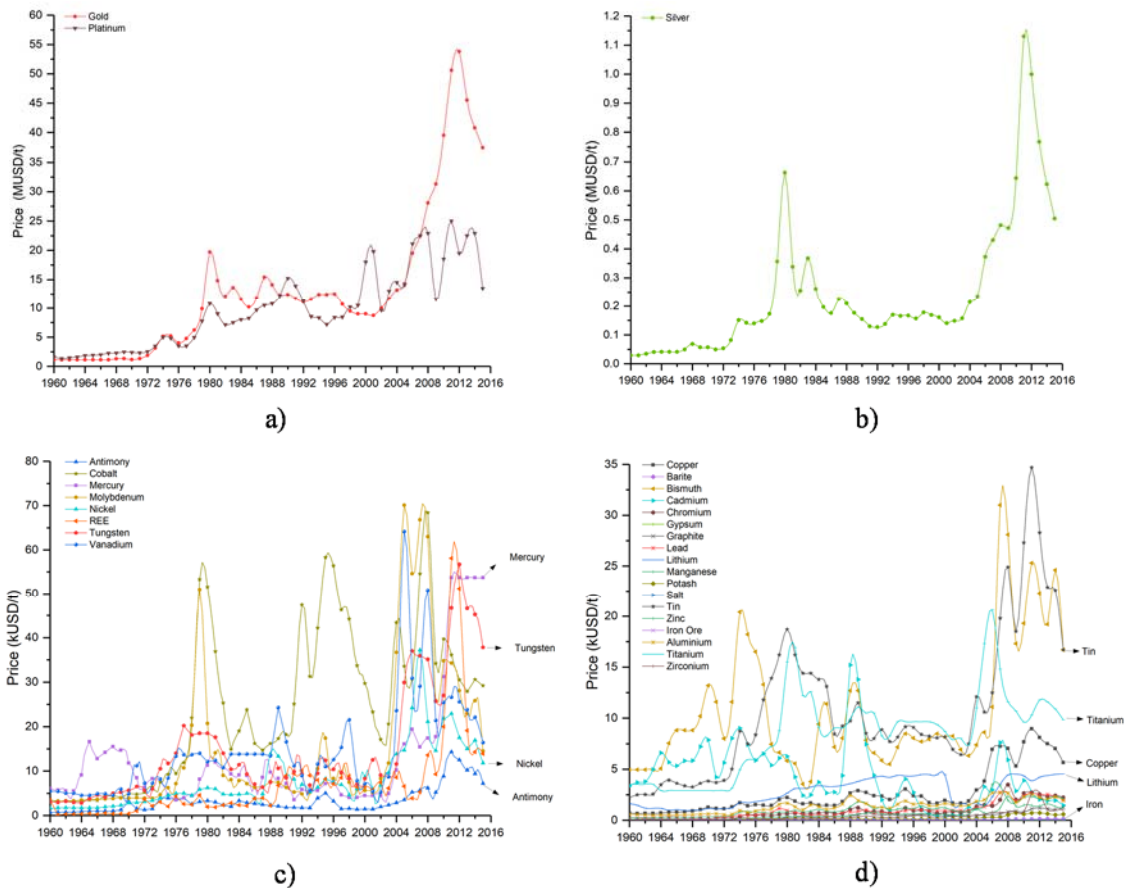 Gold
Platinum
Price (MUSD/t)
60
55
50
45
40
35
30
25
20
15
10
5
0
1960 1964 1968 1972 1976 1980 1984 1988 1992 1996 2000 2004 2008 2012 2016
a)
Silver
Price (MUSD/t)
1.2
1.1
1.0
0.9
0.8
0.7
0.6
0.5
0.4
0.3
0.2
0.1
0.0
1960 1964 1968 1972 1976 1980 1984 1988 1992 1996 2000 2004 2008 2012 2016
b)
Antimony
Cobalt
Mercury
Molybdenum
Nickel
REE
Tungsten
Vanadium
Price (kUSD/t)
80
70
60
50
40
30
20
10
0
Mercury
Tungsten
Nickel
Antimony
1960 1964 1968 1972 1976 1980 1984 1988 1992 1996 2000 2004 2008 2012 2016
c)
Copper
Barite
Bismuth
Cadmium
Chromium
Gypsum
Graphite
Lead
Lithium
Manganese
Potash
Salt
Tin
Zinc
Iron Ore
Aluminium
Titanium
Zirconium
Price (kUSD/t)
35
30
25
20
15
10
5
0
Tin
Titanium
Copper
Lithium
Iron
1960 1964 1968 1972 1976 1980 1984 1988 1992 1996 2000 2004 2008 2012 2016
d)